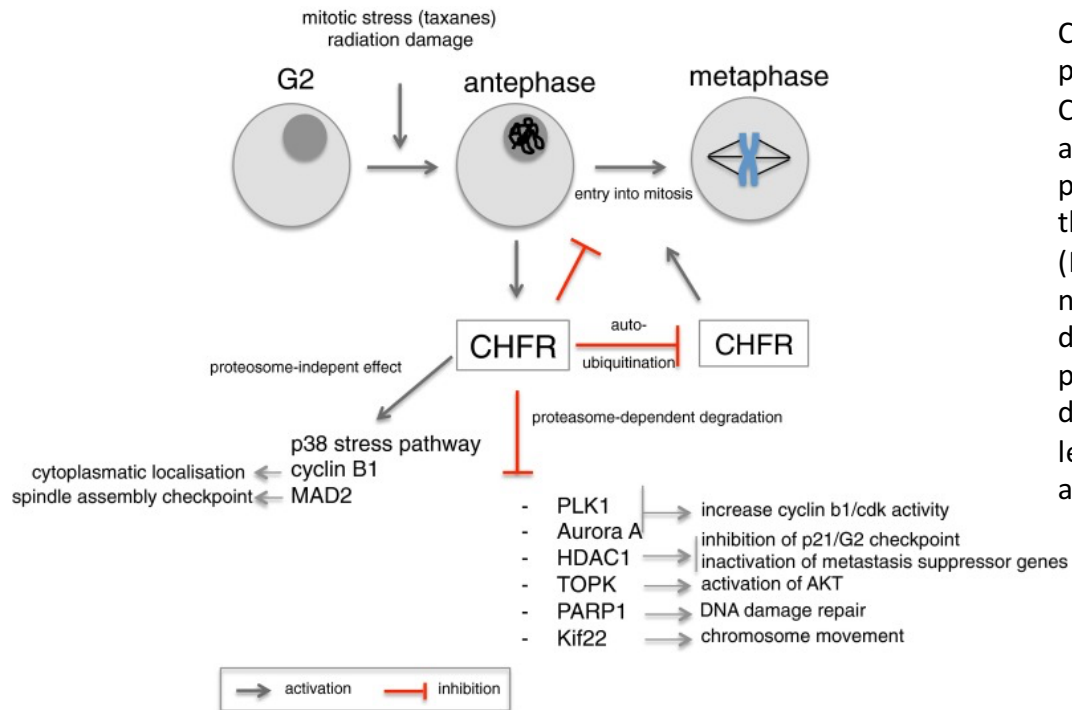 mitotic stress (taxanes)
radiation damage
G2
antephase
metaphase
entry into mitosis
CHFR
auto-
ubiquitination
CHFR
proteosome-indepent effect
proteasome-dependent degradation
p38 stress pathway
cytoplasmatic localisation
cyclin B1
spindle assembly checkpoint
MAD2
- PLK1
increase cyclin b1/cdk activity
- Aurora A
- HDAC1
inhibition of p21/G2 checkpoint
inactivation of metastasis suppressor genes
- TOPK
activation of AKT
- PARP1
DNA damage repair
- Kif22
chromosome movement
activation
inhibition